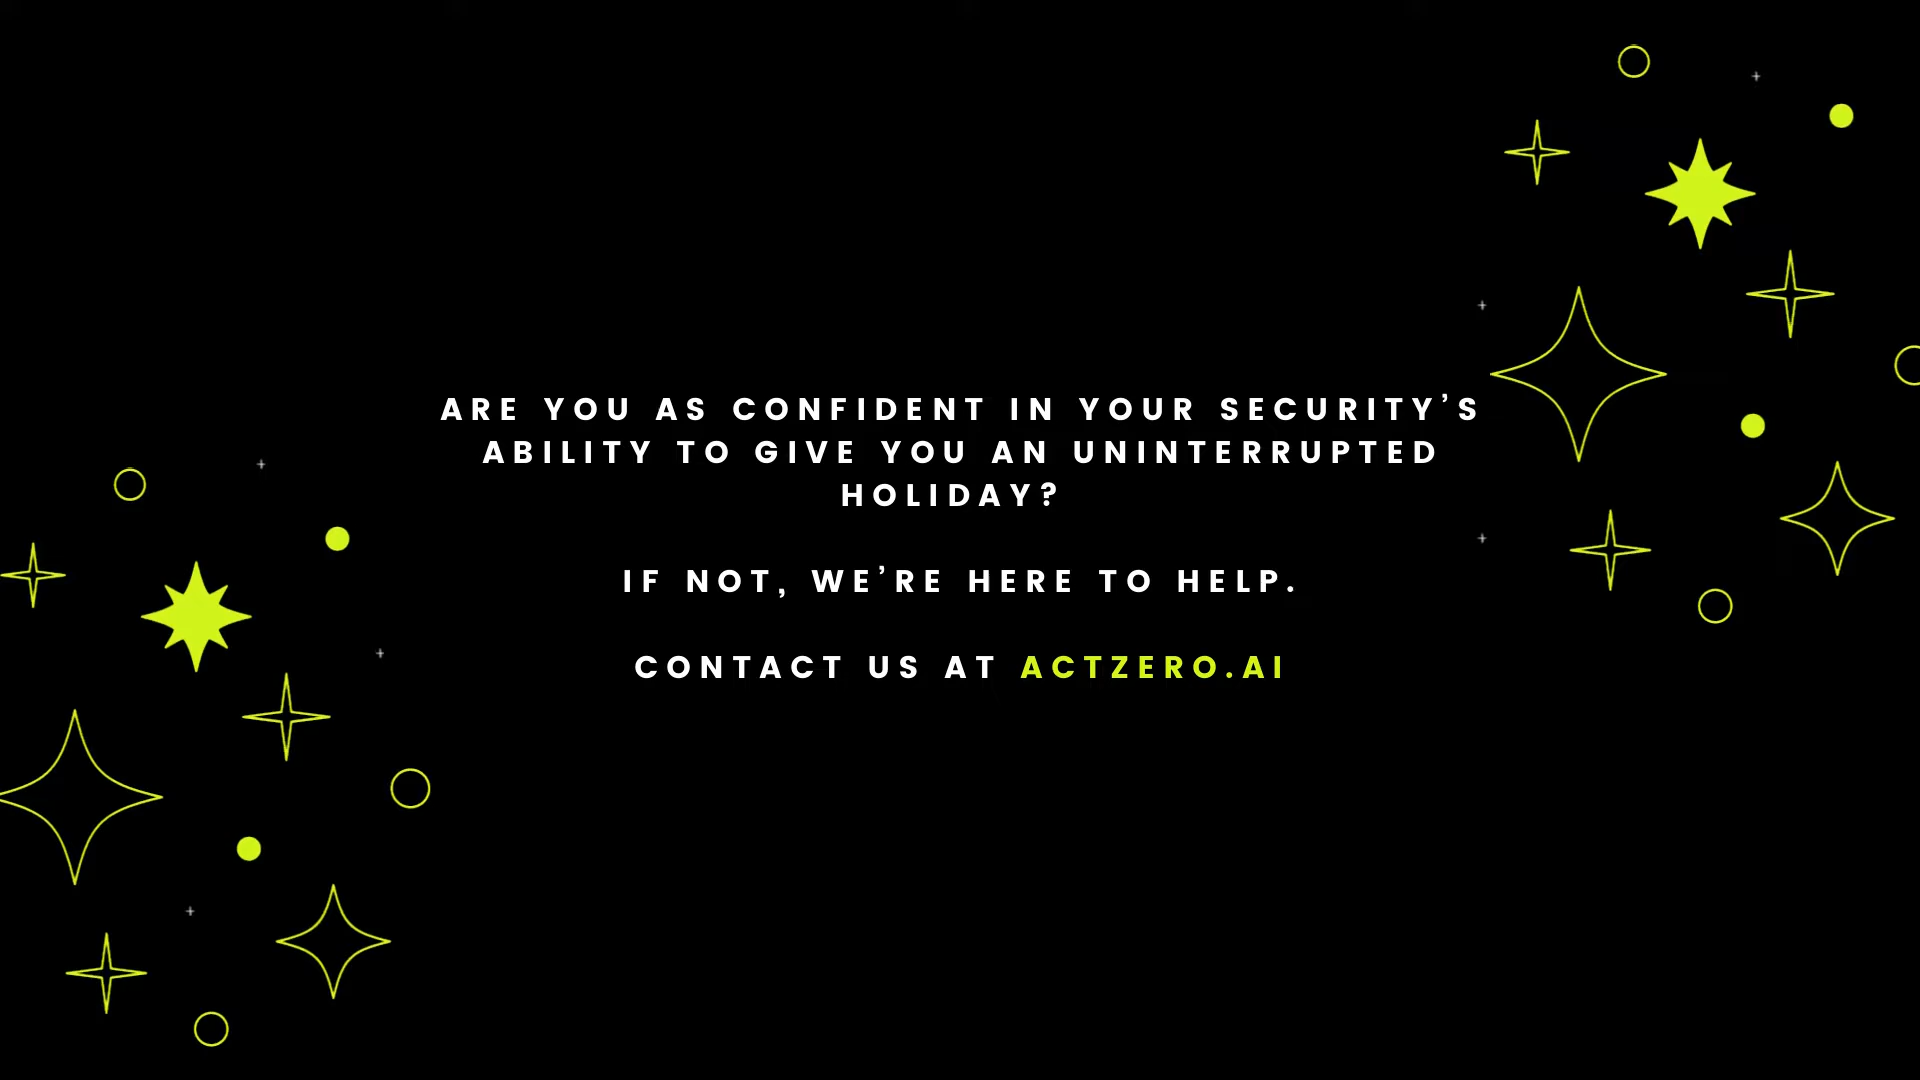 ARE YOU AS CONFIDENT IN YOUR SECURITY’S
ABILITY TO GIVE YOU AN UNINTERRUPTED
HOLIDAY?
IF NOT, WE’RE HERE TO HELP.
CONTACT US AT ACTZERO.AI